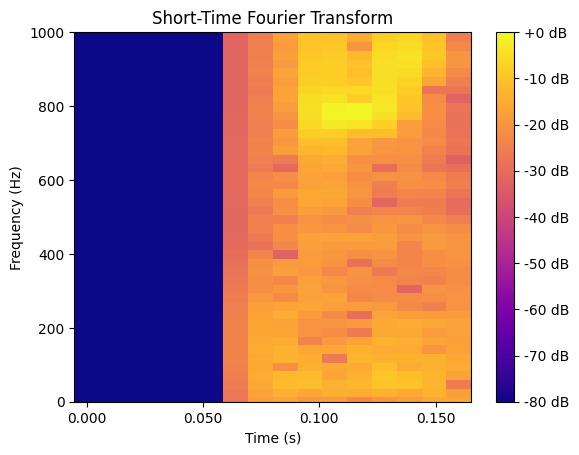 Short-Time Fourier Transform
Frequency (Hz)
1000
800
600
400
200
0
0.000
0.050
0.100
0.150
Time (s)
+0 dB
-10 dB
-20 dB
-30 dB
-40 dB
-50 dB
-60 dB
-70 dB
-80 dB